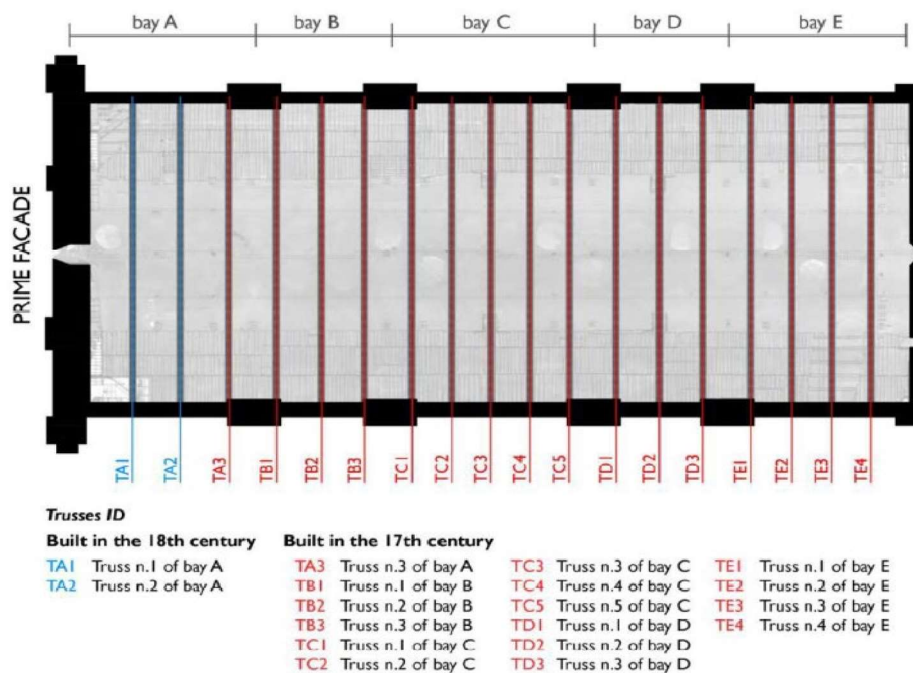 bay A bay B bay C bay D bay E
PRIME FACADE
TA1 TA2 TA3 TB1 TB2 TB3 TC1 TC2 TC3 TC4 TC5 TD1 TD2 TD3 TE1 TE2 TE3 TE4
Trusses ID
Built in the 18th century
TA1 Truss n.1 of bay A
TA2 Truss n.2 of bay A
Built in the 17th century
TA3 Truss n.3 of bay A
TB1 Truss n.1 of bay B
TB2 Truss n.2 of bay B
TB3 Truss n.3 of bay B
TC1 Truss n.1 of bay C
TC2 Truss n.2 of bay C
TC3 Truss n.3 of bay C
TC4 Truss n.4 of bay C
TC5 Truss n.5 of bay C
TD1 Truss n.1 of bay D
TD2 Truss n.2 of bay D
TD3 Truss n.3 of bay D
TE1 Truss n.1 of bay E
TE2 Truss n.2 of bay E
TE3 Truss n.3 of bay E
TE4 Truss n.4 of bay E